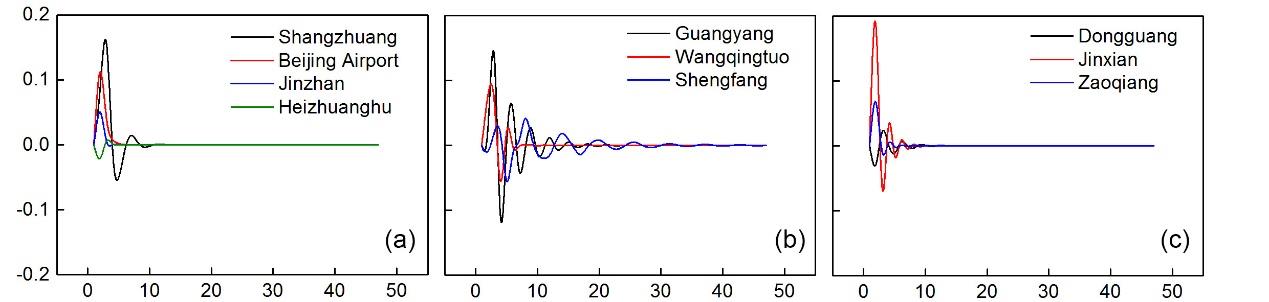 0.2
0.1
0.0
-0.1
-0.2
Shangzhuang
Beijing Airport
Jinzhan
Heizhuanghu
(a)
0 10 20 30 40 50
Guangyang
Wangqingtuo
Shengfang
(b)
0 10 20 30 40 50
Dongguang
Jinxian
Zaoqiang
(c)
0 10 20 30 40 50